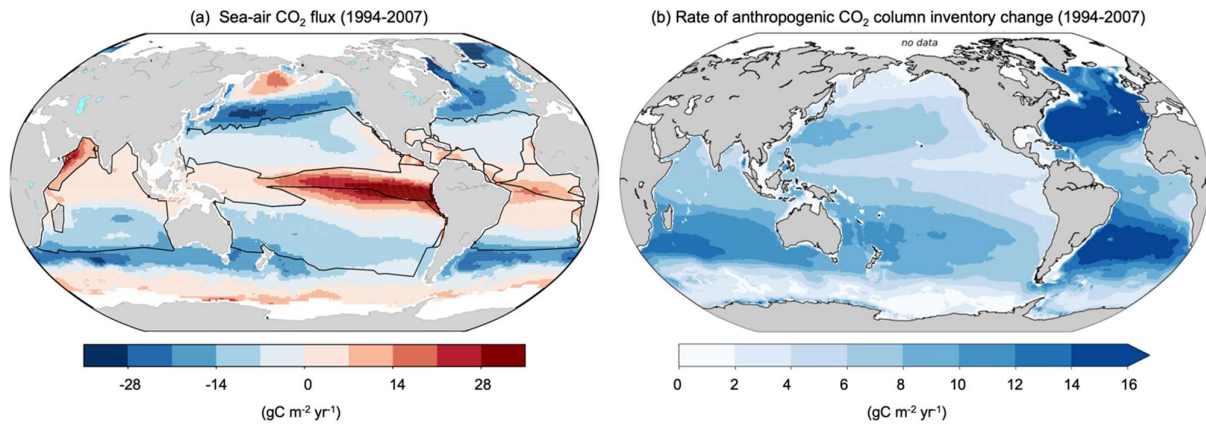 (a) Sea-air CO₂ flux (1994-2007)
(b) Rate of anthropogenic CO₂ column inventory change (1994-2007)
no data
-28 -14 0 14 28
0 2 4 6 8 10 12 14 16
(gC m⁻² yr⁻¹)
(gC m⁻² yr⁻¹)